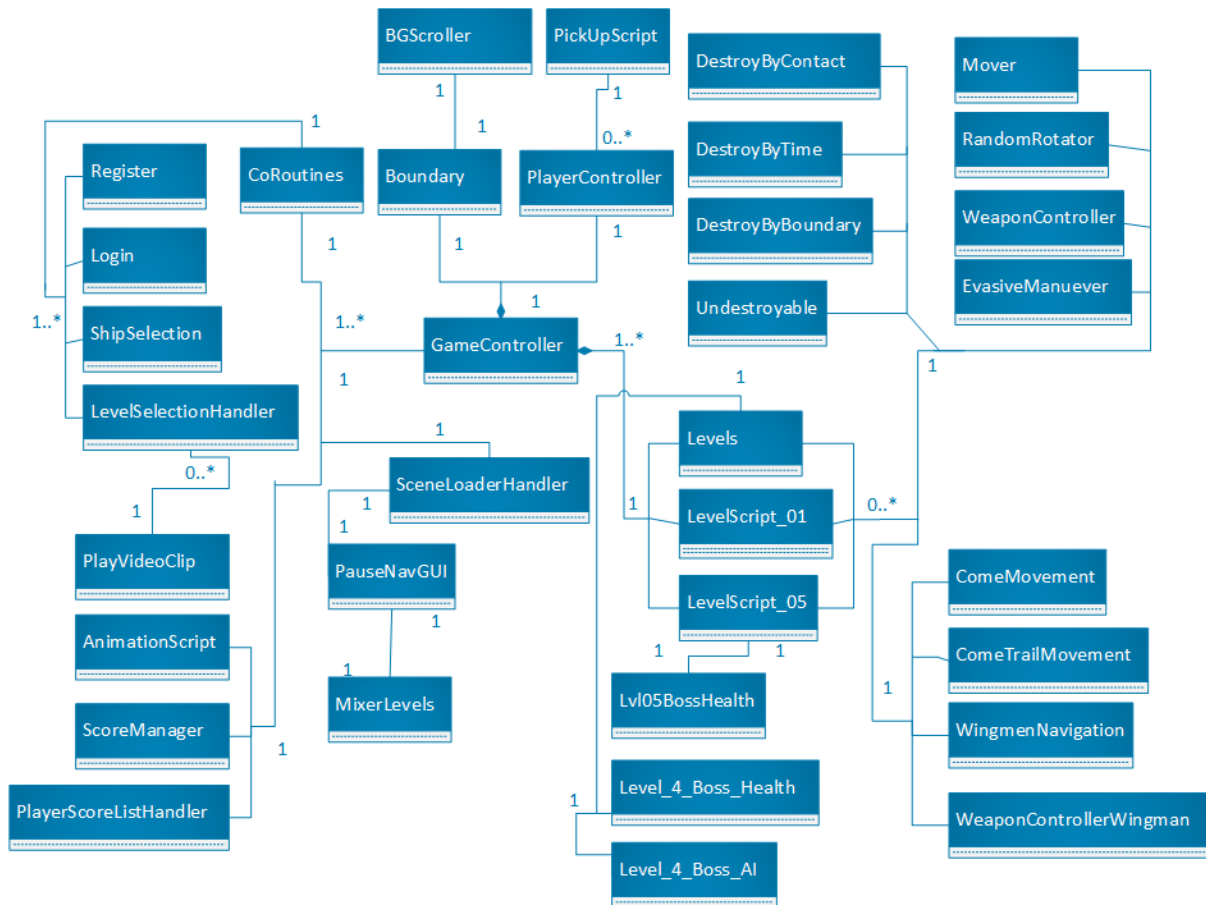 BGScroller
PickUpScript
DestroyByContact
Mover
1
1
1
1
0..*
Register
CoRoutines
Boundary
PlayerController
DestroyByTime
RandomRotator
DestroyByBoundary
WeaponController
Login
1
1
1
EvasiveManuever
1..*
ShipSelection
1..*
1
GameController
1..*
Undestroyable
1
1
1
LevelSelectionHandler
1
Levels
0..*
SceneLoaderHandler
1
1
LevelScript_01
0..*
1
1
PlayVideoClip
PauseNavGUI
LevelScript_05
ComeMovement
1
AnimationScript
1
1
1
ComeTrailMovement
1
MixerLevels
Lvl05BossHealth
1
ScoreManager
1
WingmenNavigation
PlayerScoreListHandler
1
Level_4_Boss_Health
WeaponControllerWingman
Level_4_Boss_AI